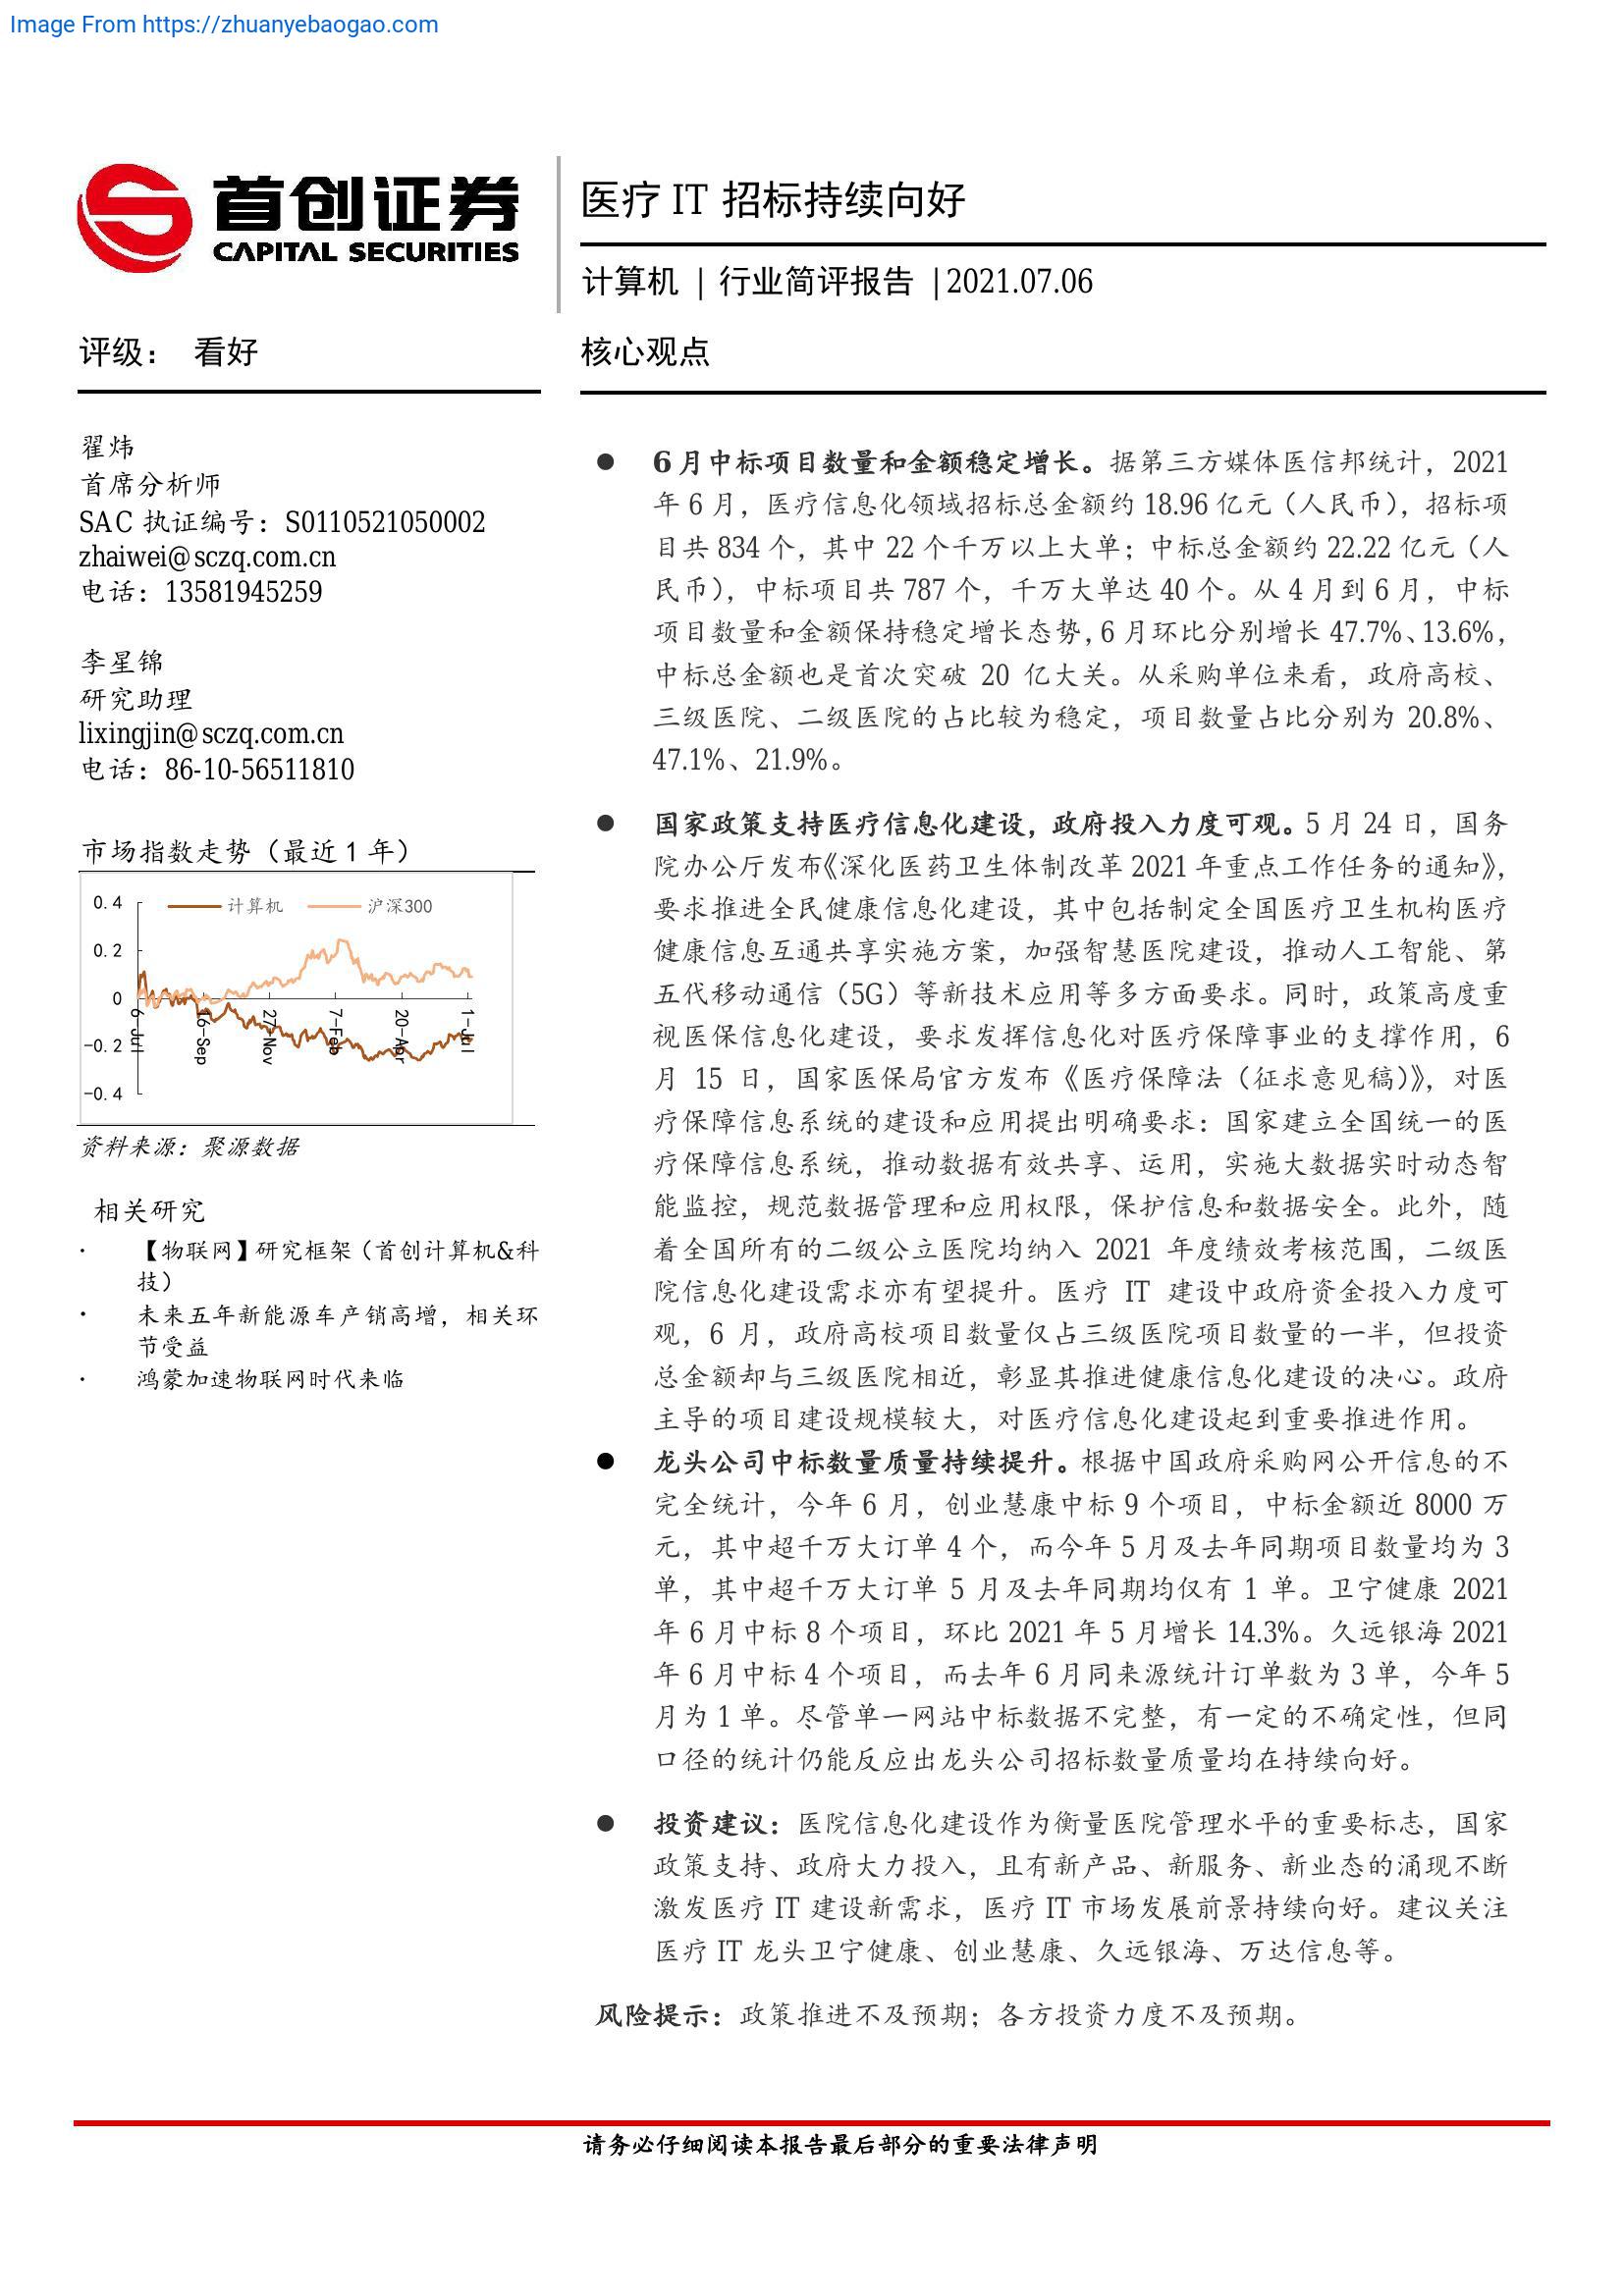 Image From https://zhuanyebaogao.com
首创证券
CAPITAL SECURITIES
医疗 IT 招标持续向好
计算机 | 行业简评报告 |2021.07.06
评级： 看好
翟炜
首席分析师
SAC 执证编号：S0110521050002
zhaiwei@sczq.com.cn
电话：13581945259
李星锦
研究助理
lixingjin@sczq.com.cn
电话：86-10-56511810
市场指数走势（最近 1 年）
计算机 沪深300
0.4
0.2
0
-0.2
-0.4
6-Jul
16-Sep
27-Nov
7-Feb
20-Apr
1-Jul
资料来源：聚源数据
相关研究
· 【物联网】研究框架（首创计算机&科
技）
· 未来五年新能源车产销高增，相关环
节受益
· 鸿蒙加速物联网时代来临
核心观点
● 6 月中标项目数量和金额稳定增长。据第三方媒体医信邦统计，2021
年 6 月，医疗信息化领域招标总金额约 18.96 亿元（人民币），招标项
目共 834 个，其中 22 个千万以上大单；中标总金额约 22.22 亿元（人
民币），中标项目共 787 个，千万大单达 40 个。从 4 月到 6 月，中标
项目数量和金额保持稳定增长态势，6 月环比分别增长 47.7%、13.6%，
中标总金额也是首次突破 20 亿大关。从采购单位来看，政府高校、
三级医院、二级医院的占比较为稳定，项目数量占比分别为 20.8%、
47.1%、21.9%。
● 国家政策支持医疗信息化建设，政府投入力度可观。5 月 24 日，国务
院办公厅发布《深化医药卫生体制改革 2021 年重点工作任务的通知》，
要求推进全民健康信息化建设，其中包括制定全国医疗卫生机构医疗
健康信息互通共享实施方案，加强智慧医院建设，推动人工智能、第
五代移动通信（5G）等新技术应用等多方面要求。同时，政策高度重
视医保信息化建设，要求发挥信息化对医疗保障事业的支撑作用，6
月 15 日，国家医保局官方发布《医疗保障法（征求意见稿）》，对医
疗保障信息系统的建设和应用提出明确要求：国家建立全国统一的医
疗保障信息系统，推动数据有效共享、运用，实施大数据实时动态智
能监控，规范数据管理和应用权限，保护信息和数据安全。此外，随
着全国所有的二级公立医院均纳入 2021 年度绩效考核范围，二级医
院信息化建设需求亦有望提升。医疗 IT 建设中政府资金投入力度可
观，6 月，政府高校项目数量仅占三级医院项目数量的一半，但投资
总金额却与三级医院相近，彰显其推进健康信息化建设的决心。政府
主导的项目建设规模较大，对医疗信息化建设起到重要推进作用。
● 龙头公司中标数量质量持续提升。根据中国政府采购网公开信息的不
完全统计，今年 6 月，创业慧康中标 9 个项目，中标金额近 8000 万
元，其中超千万大订单 4 个，而今年 5 月及去年同期项目数量均为 3
单，其中超千万大订单 5 月及去年同期均仅有 1 单。卫宁健康 2021
年 6 月中标 8 个项目，环比 2021 年 5 月增长 14.3%。久远银海 2021
年 6 月中标 4 个项目，而去年 6 月同来源统计订单数为 3 单，今年 5
月为 1 单。尽管单一网站中标数据不完整，有一定的不确定性，但同
口径的统计仍能反应出龙头公司招标数量质量均在持续向好。
● 投资建议：医院信息化建设作为衡量医院管理水平的重要标志，国家
政策支持、政府大力投入，且有新产品、新服务、新业态的涌现不断
激发医疗 IT 建设新需求，医疗 IT 市场发展前景持续向好。建议关注
医疗 IT 龙头卫宁健康、创业慧康、久远银海、万达信息等。
风险提示：政策推进不及预期；各方投资力度不及预期。
请务必仔细阅读本报告最后部分的重要法律声明